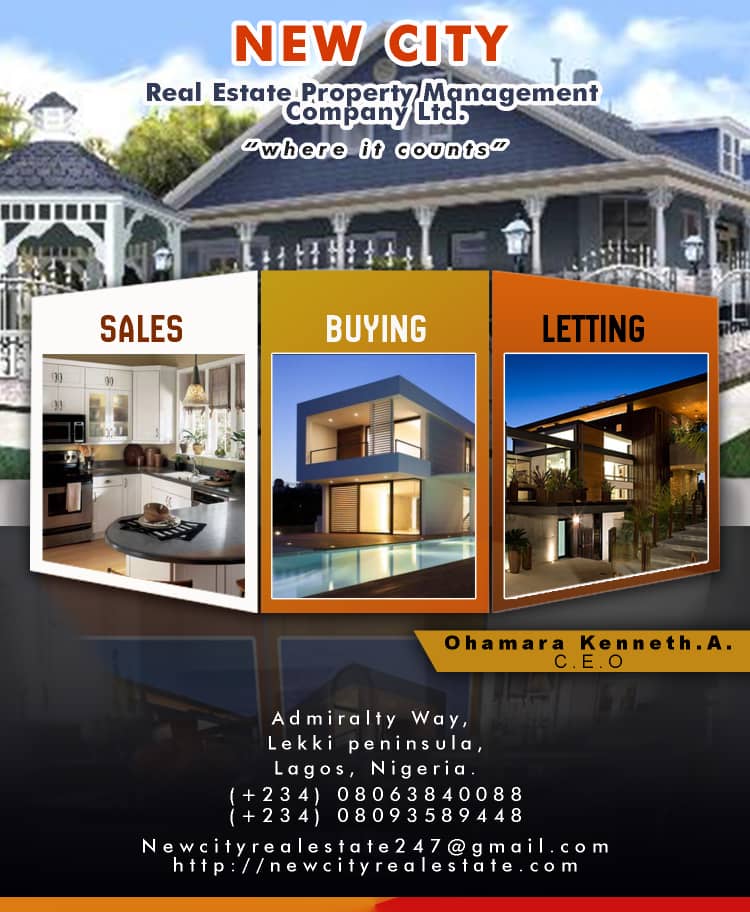 NEW CITY
Real Estate Property Management
Company Ltd.
"where it counts"
SALES
BUYING
LETTING
Ohamara Kenneth.A.
C.E.O
Admiralty Way,
Lekki peninsula,
Lagos, Nigeria.
(+234) 08063840088
(+234) 08093589448
Newcityrealestate247@gmail.com
http://newcityrealestate.com